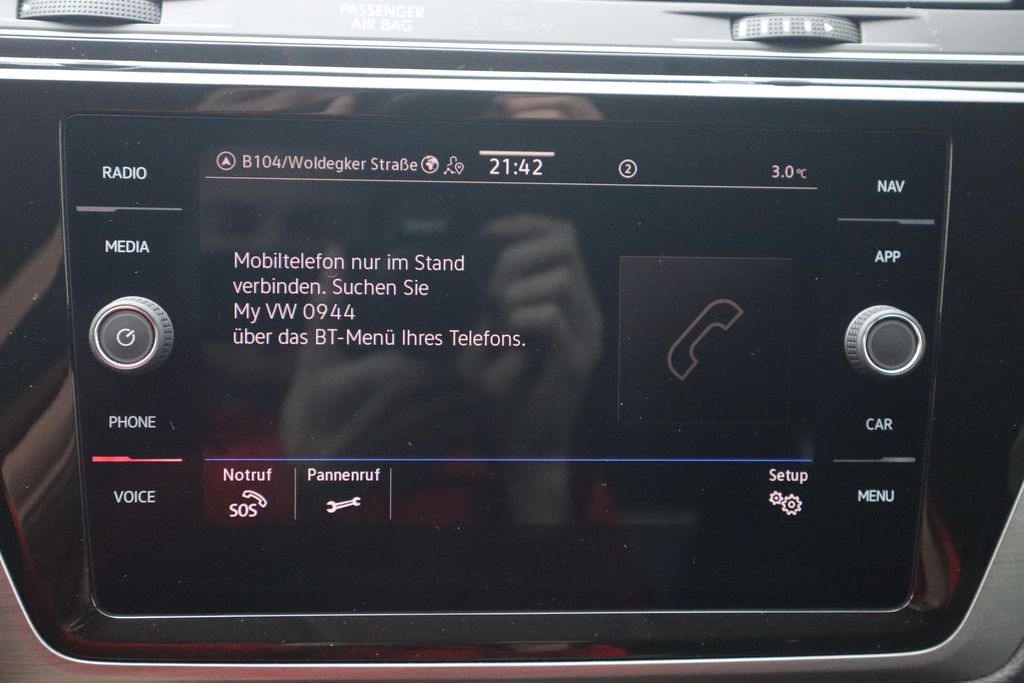 PASSENGER
AIR BAG
RADIO
B104/Woldegker Straße
21:42
2
3.0°C
NAV
MEDIA
APP
Mobiltelefon nur im Stand
verbinden. Suchen Sie
My VW 0944
über das BT-Menü Ihres Telefons.
PHONE
CAR
Notruf
Pannenruf
Setup
SOS
VOICE
MENU